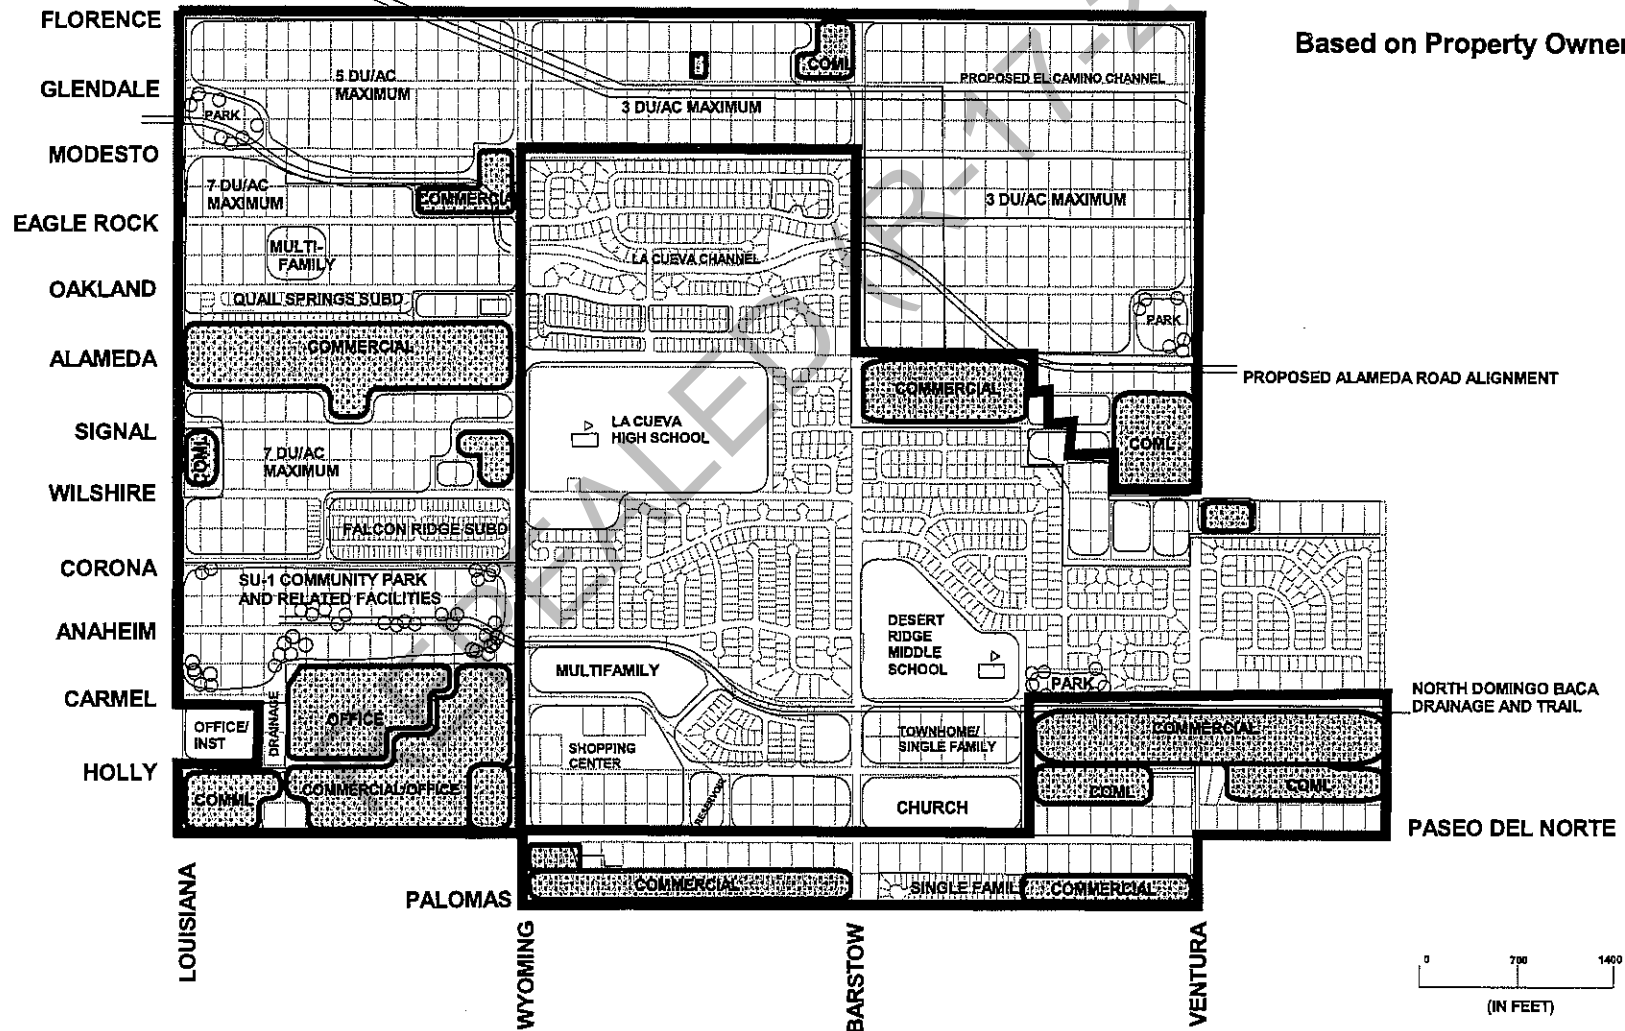 FLORENCE
Based on Property Owner
COML
5 DU/AC
MAXIMUM
PROPOSED EL CAMINO CHANNEL
GLENDALE
3 DU/AC MAXIMUM
PARK
MODESTO
7 DU/AC
MAXIMUM
COMMERCIA
3 DU/AC MAXIMUM
EAGLE ROCK
MULTI-
FAMILY
LA CUEVA CHANNEL
OAKLAND
QUAIL SPRINGS SUBD
PARK
ALAMEDA
COMMERCIAL
COMMERCIAL
PROPOSED ALAMEDA ROAD ALIGNMENT
LA CUEVA
HIGH SCHOOL
SIGNAL
COML
7 DU/AC
MAXIMUM
COML
WILSHIRE
FALCON RIDGE SUBD
CORONA
SU-1 COMMUNITY PARK
AND RELATED FACILITIES
ANAHEIM
DESERT
RIDGE
MIDDLE
SCHOOL
MULTIFAMILY
PARK
CARMEL
NORTH DOMINGO BACA
DRAINAGE AND TRAIL
DRAINAGE
OFFICE/
INST
OFFICE
SHOPPING
CENTER
TOWNHOME/
SINGLE FAMILY
COMMERCIAL
HOLLY
COMML
COMMERCIAL/OFFICE
RESERVOIR
CHURCH
COML
COML
PASEO DEL NORTE
PALOMAS
COMMERCIAL
SINGLE FAMIL
COMMERCIAL
LOUISIANA
WYOMING
BARSTOW
VENTURA
0 700 1400
(IN FEET)